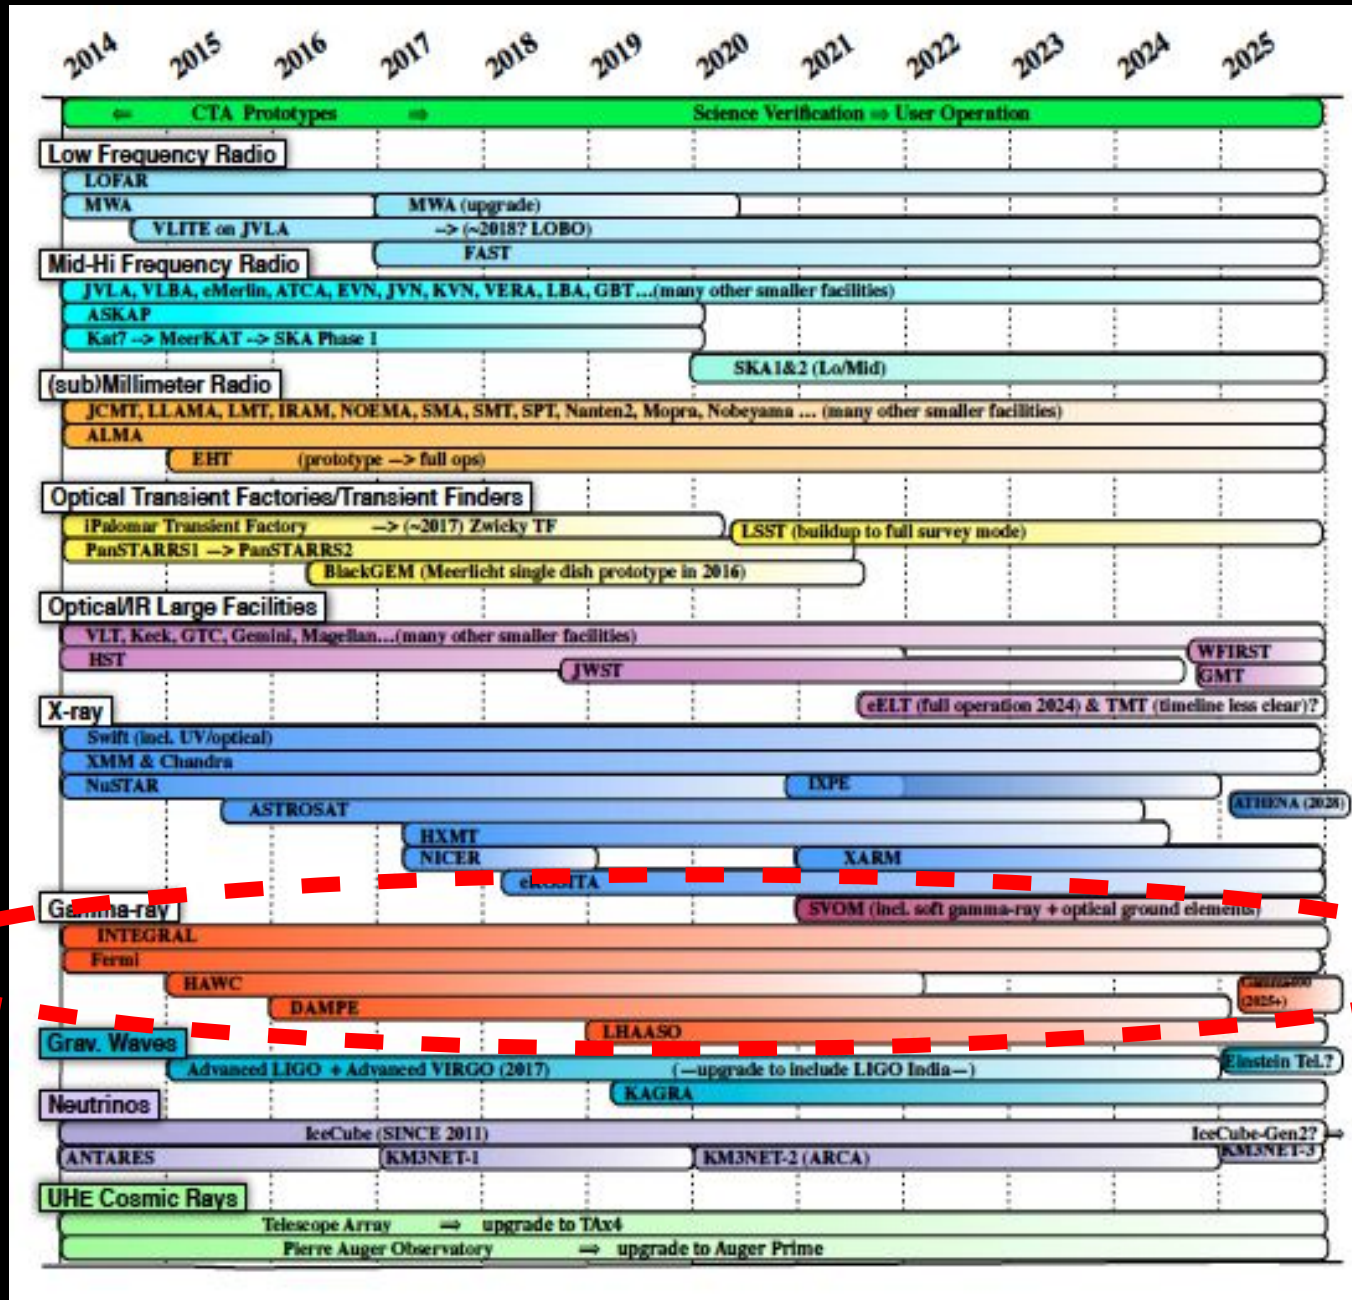 2014 2015 2016 2017 2018 2019 2020 2021 2022 2023 2024 2025
⇐ CTA Prototypes ⇒ Science Verification ⇒ User Operation
Low Frequency Radio
LOFAR
MWA MWA (upgrade)
VLITE on JVLA --> (~2018? LOBO)
FAST
Mid-Hi Frequency Radio
JVLA, VLBA, eMerlin, ATCA, EVN, JVN, KVN, VERA, LBA, GBT...(many other smaller facilities)
ASKAP
Kat7 --> MeerKAT --> SKA Phase 1
SKA1&2 (Lo/Mid)
(sub)Millimeter Radio
JCMT, LLAMA, LMT, IRAM, NOEMA, SMA, SMT, SPT, Nanten2, Mopra, Nobeyama ... (many other smaller facilities)
ALMA
EHT (prototype --> full ops)
Optical Transient Factories/Transient Finders
iPalomar Transient Factory --> (~2017) Zwicky TF
LSST (buildup to full survey mode)
PanSTARRS1 --> PanSTARRS2
BlackGEM (Meerlicht single dish prototype in 2016)
Optical/IR Large Facilities
VLT, Keck, GTC, Gemini, Magellan...(many other smaller facilities)
HST WFIRST
JWST GMT
eELT (full operation 2024) & TMT (timeline less clear)?
X-ray
Swift (incl. UV/optical)
XMM & Chandra
NuSTAR IXPE
ATHENA (2028)
ASTROSAT
HXMT
NICER XARM
eROSITA
Gamma-ray
SVOM (incl. soft gamma-ray + optical ground elements)
INTEGRAL
Fermi
HAWC
Gamma400
(2025+)
DAMPE
LHAASO
Grav. Waves
Einstein Tel.?
Advanced LIGO + Advanced VIRGO (2017) (—upgrade to include LIGO India—)
KAGRA
Neutrinos
IceCube (SINCE 2011) IceCube-Gen2? ⇒
ANTARES KM3NET-1 KM3NET-2 (ARCA) KM3NET-3
UHE Cosmic Rays
Telescope Array ⇒ upgrade to TAx4
Pierre Auger Observatory ⇒ upgrade to Auger Prime